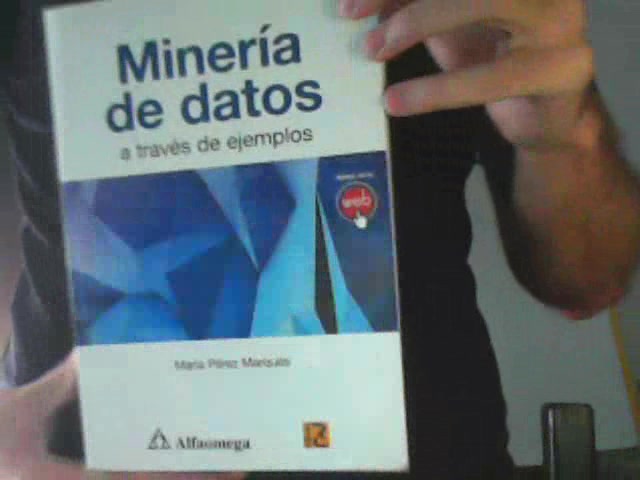 Minería
de datos
a través de ejemplos
web
María Pérez Marqués
Alfaomega